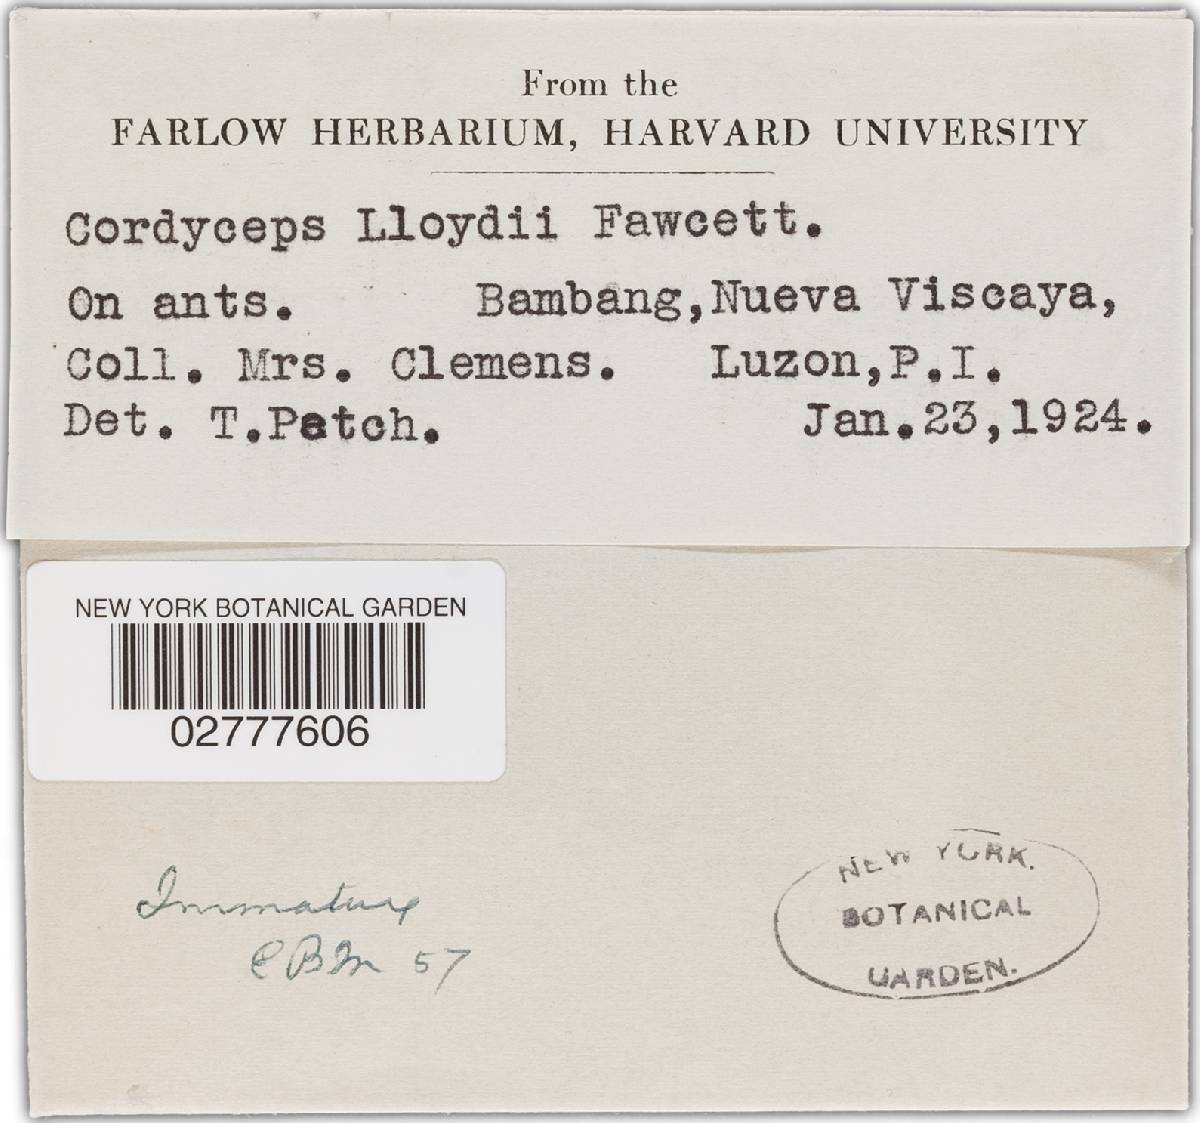 From the
FARLOW HERBARIUM, HARVARD UNIVERSITY
Cordyceps Lloydii Fawcett.
On ants. Bambang,Nueva Viscaya,
Coll. Mrs. Clemens. Luzon,P.I.
Det. T.Petch. Jan.23,1924.
NEW YORK BOTANICAL GARDEN
02777606
Immature
CBM 57
NEW YORK.
BOTANICAL
GARDEN.